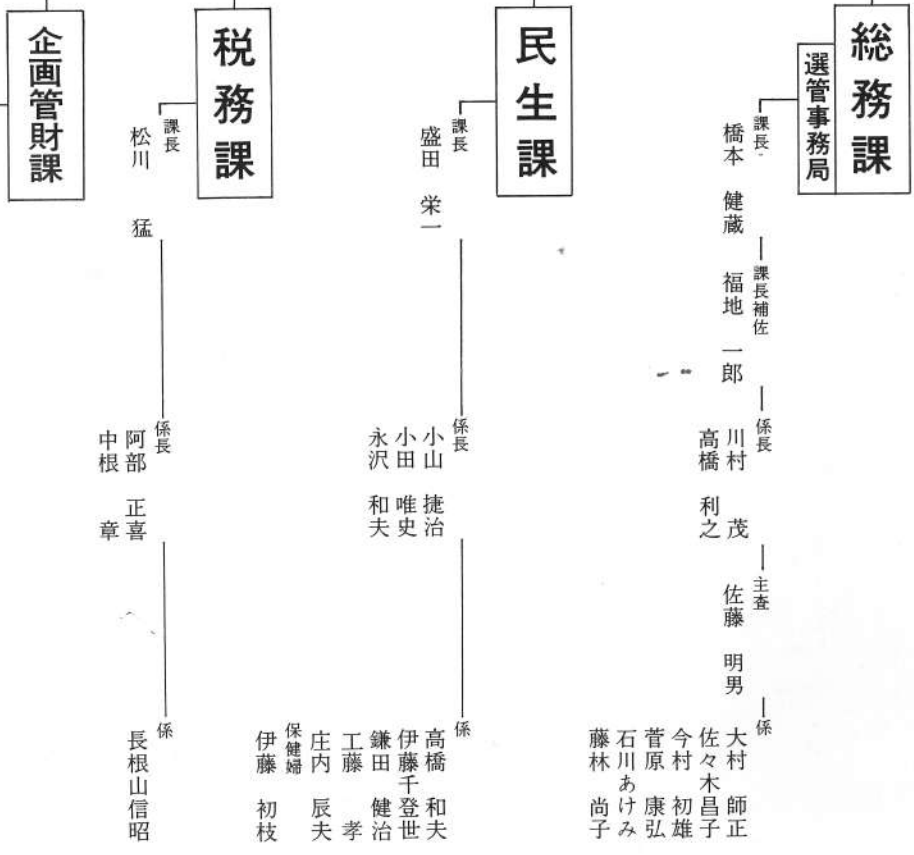 総務課
選管事務局
課長
橋本 健蔵
課長補佐
福地 一郎
係長
川村 茂
高橋 利之
主査
佐藤 明男
係
大村 師正
佐々木昌子
今村 初雄
菅原 康弘
石川あけみ
藤林 尚子
民生課
課長
盛田 栄一
係長
小山 捷治
小田 唯史
永沢 和夫
係
高橋 和夫
伊藤千登世
鎌田 健治
工藤 孝
庄内 辰夫
保健婦
伊藤 初枝
税務課
課長
松川 猛
係長
阿部 正喜
中根 章
係
長根山信昭
企画管財課